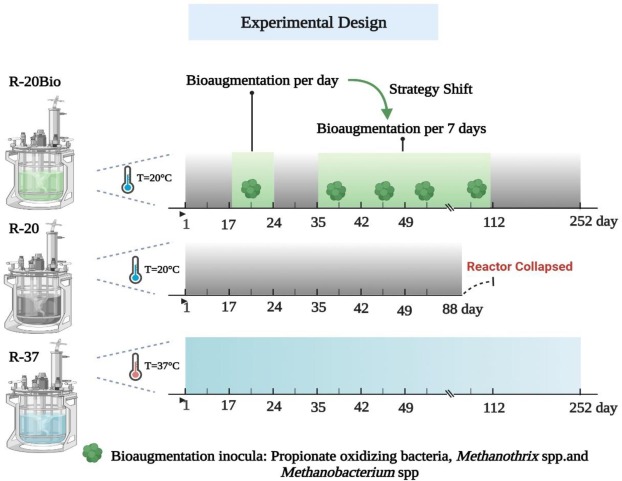 Experimental Design
R-20Bio
Bioaugmentation per day
Strategy Shift
Bioaugmentation per 7 days
T=20°C
1 17 24 35 42 49 112 252 day
R-20
T=20°C
Reactor Collapsed
1 17 24 35 42 49 88 day
R-37
T=37°C
1 17 24 35 42 49 112 252 day
Bioaugmentation inocula: Propionate oxidizing bacteria, Methanothrix spp.and
Methanobacterium spp